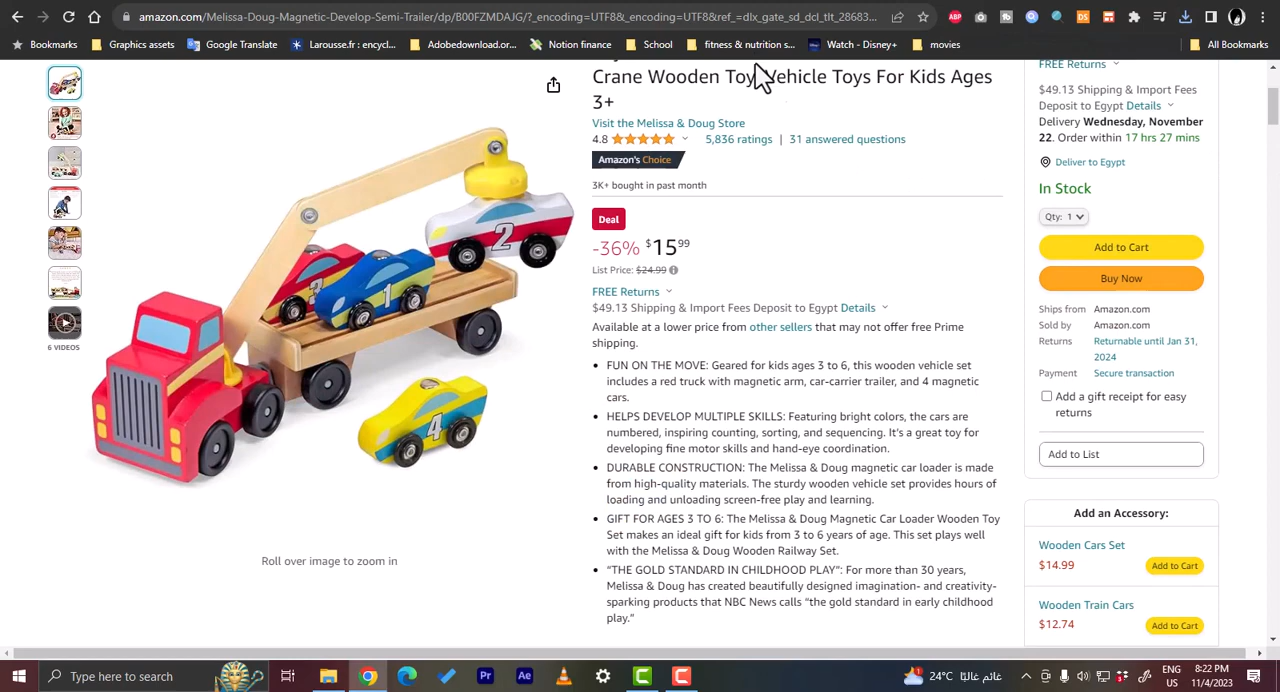 amazon.com/Melissa-Doug-Magnetic-Develop-Semi-Trailer/dp/B00FZMDAJG/?_encoding=UTF8&_encoding=UTF8&ref_=dlx_gate_sd_dcl_tlt_28683...
Bookmarks
Graphics assets
Google Translate
Larousse.fr : encycl...
Adobedownload.or...
Notion finance
School
fitness & nutrition s...
Watch - Disney+
movies
All Bookmarks
6 VIDEOS
Roll over image to zoom in
3
1
2
4
Crane Wooden Toy Vehicle Toys For Kids Ages
3+
Visit the Melissa & Doug Store
4.8 5,836 ratings | 31 answered questions
Amazon's Choice
3K+ bought in past month
Deal
-36% $15 99
List Price: $24.99
FREE Returns
$49.13 Shipping & Import Fees Deposit to Egypt Details
Available at a lower price from other sellers that may not offer free Prime
shipping.
FUN ON THE MOVE: Geared for kids ages 3 to 6, this wooden vehicle set
includes a red truck with magnetic arm, car-carrier trailer, and 4 magnetic
cars.
HELPS DEVELOP MULTIPLE SKILLS: Featuring bright colors, the cars are
numbered, inspiring counting, sorting, and sequencing. It's a great toy for
developing fine motor skills and hand-eye coordination.
DURABLE CONSTRUCTION: The Melissa & Doug magnetic car loader is made
from high-quality materials. The sturdy wooden vehicle set provides hours of
loading and unloading screen-free play and learning.
GIFT FOR AGES 3 TO 6: The Melissa & Doug Magnetic Car Loader Wooden Toy
Set makes an ideal gift for kids from 3 to 6 years of age. This set plays well
with the Melissa & Doug Wooden Railway Set.
“THE GOLD STANDARD IN CHILDHOOD PLAY”: For more than 30 years,
Melissa & Doug has created beautifully designed imagination- and creativity-
sparking products that NBC News calls “the gold standard in early childhood
play.”
FREE Returns
$49.13 Shipping & Import Fees
Deposit to Egypt Details
Delivery Wednesday, November
22. Order within 17 hrs 27 mins
Deliver to Egypt
In Stock
Qty: 1
Add to Cart
Buy Now
Ships from Amazon.com
Sold by Amazon.com
Returns Returnable until Jan 31,
2024
Payment Secure transaction
Add a gift receipt for easy
returns
Add to List
Add an Accessory:
Wooden Cars Set
$14.99 Add to Cart
Wooden Train Cars
$12.74 Add to Cart
Type here to search
Pr
Ae
24°C غائم غالبًا
ENG
US
8:22 PM
11/4/2023